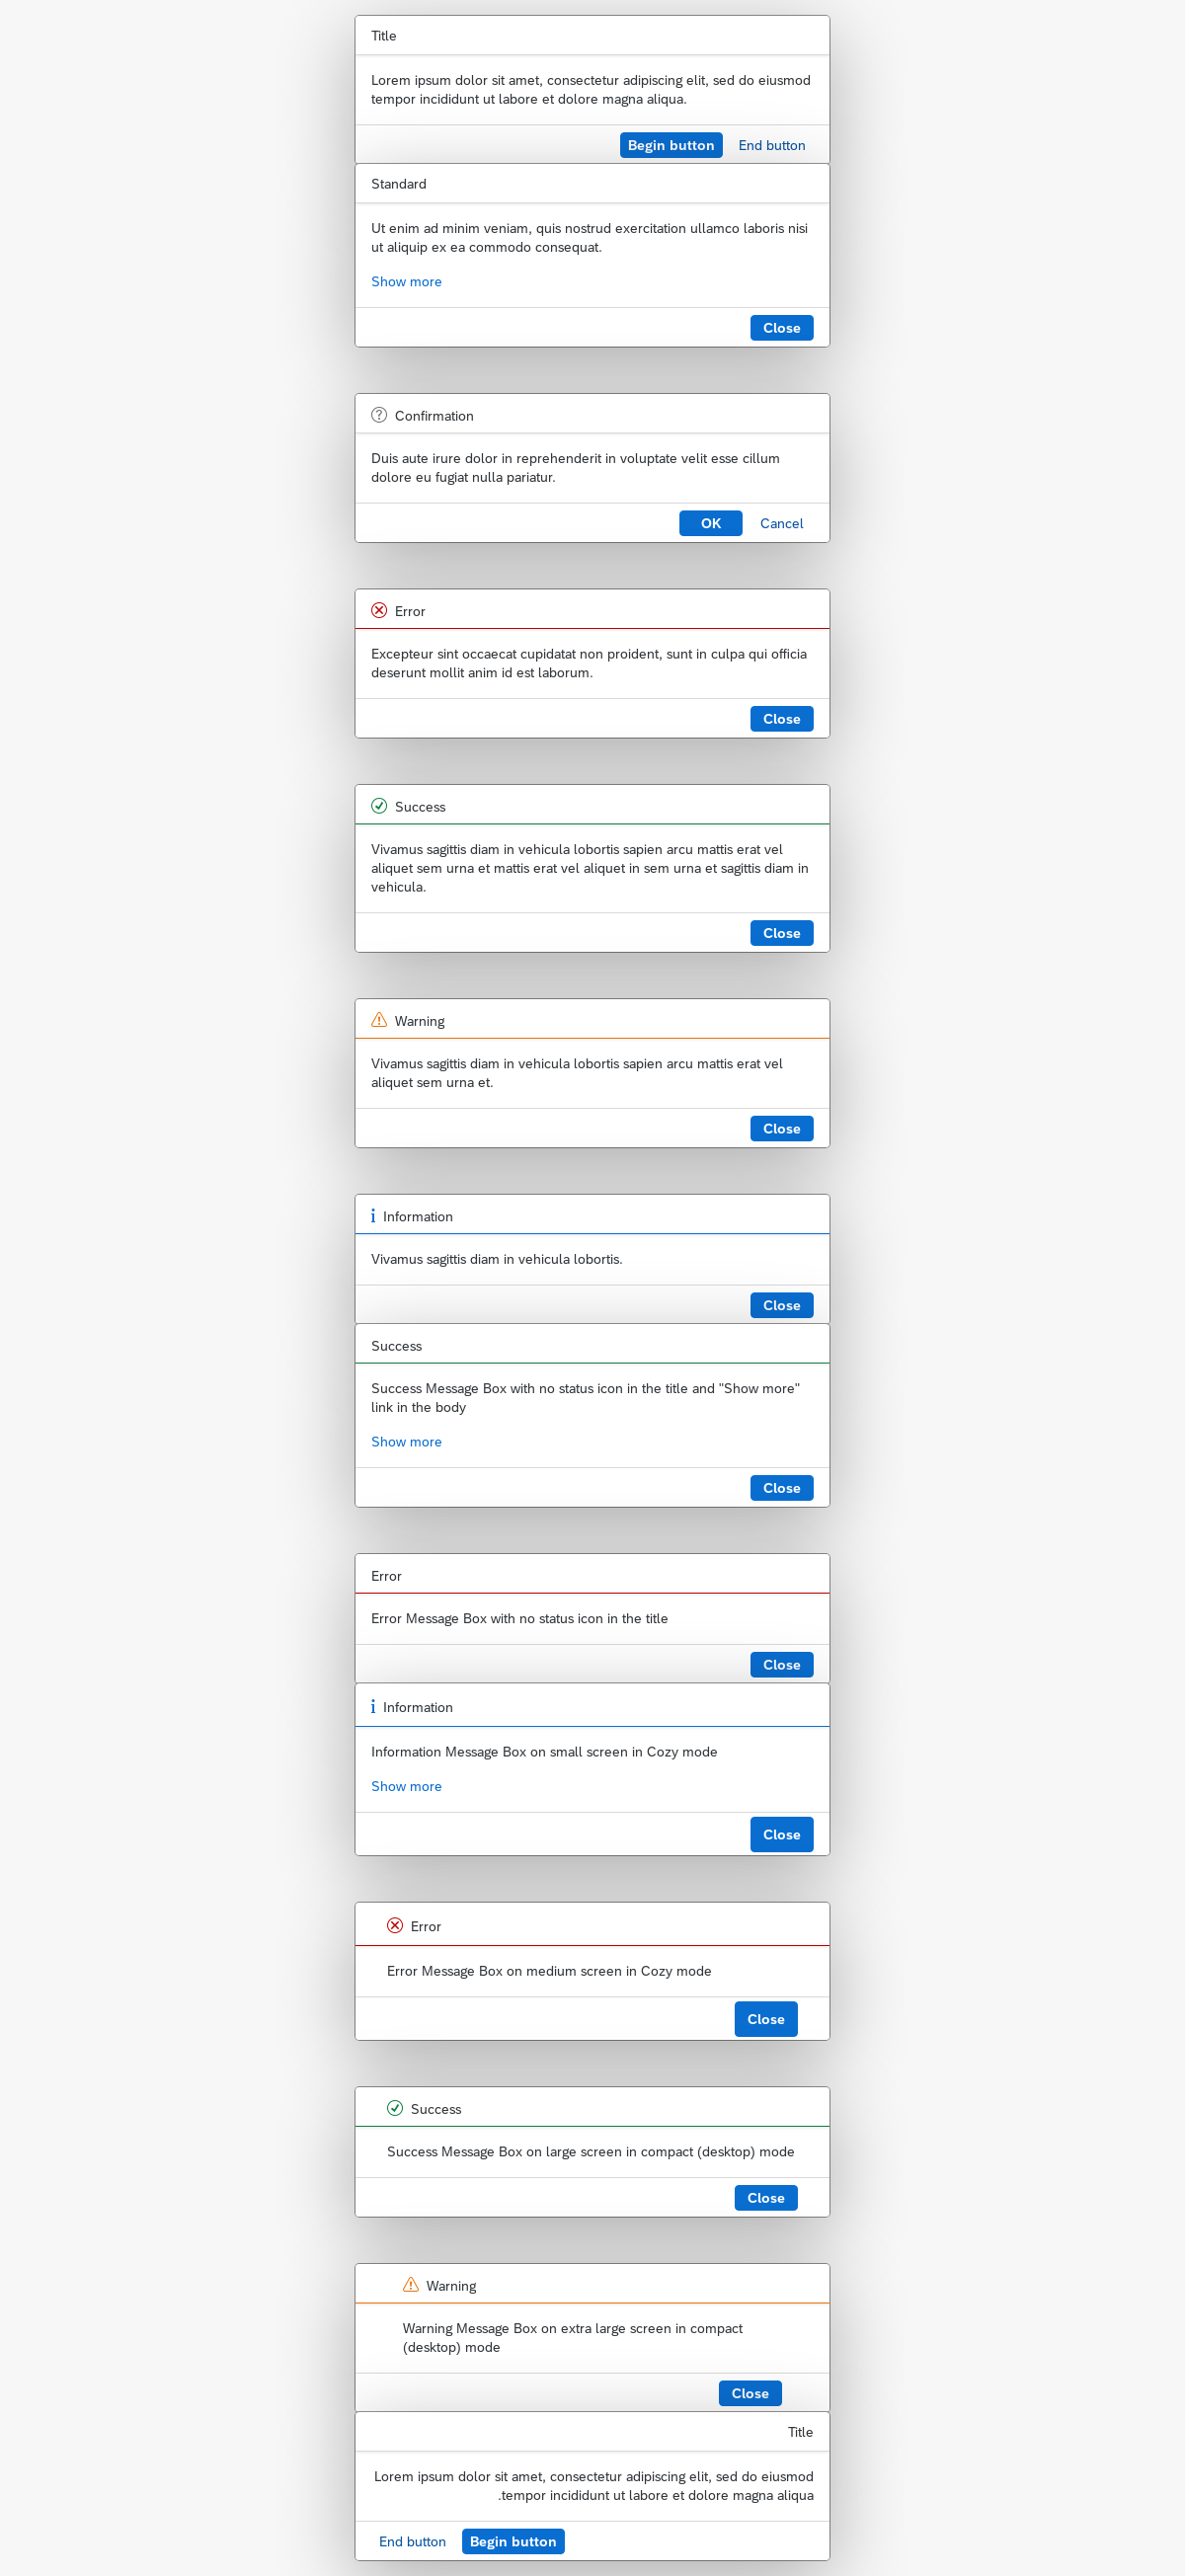 Title
Lorem ipsum dolor sit amet, consectetur adipiscing elit, sed do eiusmod
tempor incididunt ut labore et dolore magna aliqua.
Begin button End button
Standard
Ut enim ad minim veniam, quis nostrud exercitation ullamco laboris nisi
ut aliquip ex ea commodo consequat.
Show more
Close
Confirmation
Duis aute irure dolor in reprehenderit in voluptate velit esse cillum
dolore eu fugiat nulla pariatur.
OK Cancel
Error
Excepteur sint occaecat cupidatat non proident, sunt in culpa qui officia
deserunt mollit anim id est laborum.
Close
Success
Vivamus sagittis diam in vehicula lobortis sapien arcu mattis erat vel
aliquet sem urna et mattis erat vel aliquet in sem urna et sagittis diam in
vehicula.
Close
Warning
Vivamus sagittis diam in vehicula lobortis sapien arcu mattis erat vel
aliquet sem urna et.
Close
Information
Vivamus sagittis diam in vehicula lobortis.
Close
Success
Success Message Box with no status icon in the title and "Show more"
link in the body
Show more
Close
Error
Error Message Box with no status icon in the title
Close
Information
Information Message Box on small screen in Cozy mode
Show more
Close
Error
Error Message Box on medium screen in Cozy mode
Close
Success
Success Message Box on large screen in compact (desktop) mode
Close
Warning
Warning Message Box on extra large screen in compact
(desktop) mode
Close
Title
Lorem ipsum dolor sit amet, consectetur adipiscing elit, sed do eiusmod
.tempor incididunt ut labore et dolore magna aliqua
End button Begin button